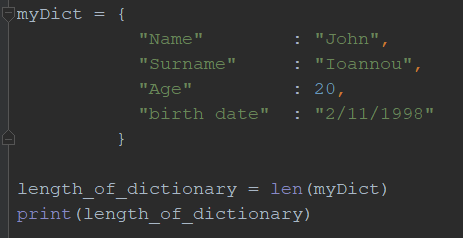 myDict = {
"Name" : "John",
"Surname" : "Ioannou",
"Age" : 20,
"birth date" : "2/11/1998"
}
length_of_dictionary = len(myDict)
print(length_of_dictionary)